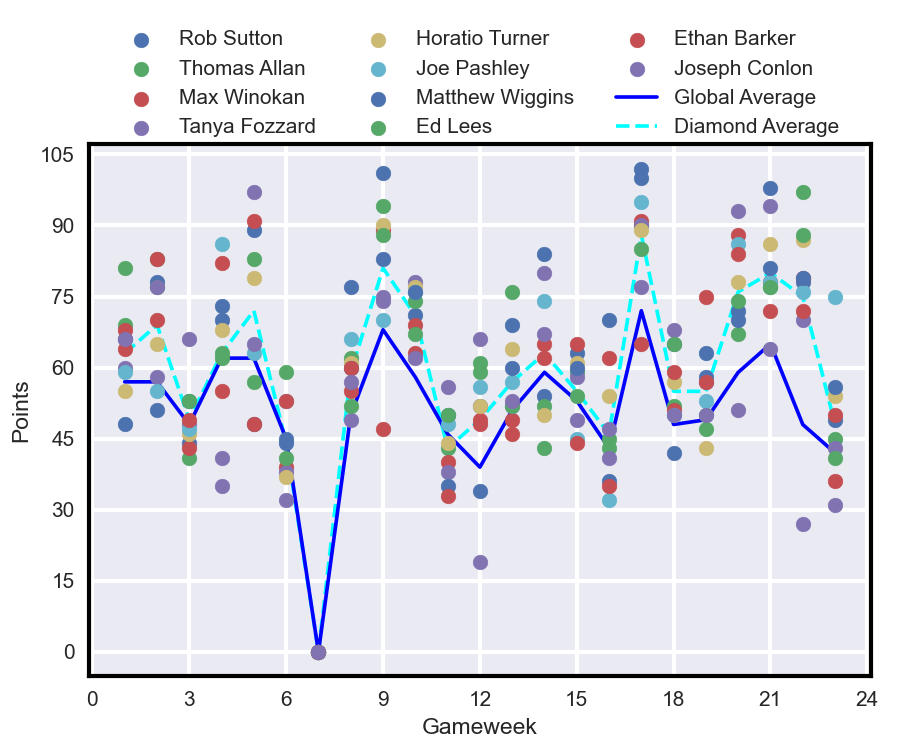 Rob Sutton Horatio Turner Ethan Barker
Thomas Allan Joe Pashley Joseph Conlon
Max Winokan Matthew Wiggins Global Average
Tanya Fozzard Ed Lees Diamond Average
105
90
75
60
45
30
15
0
Points
0 3 6 9 12 15 18 21 24
Gameweek